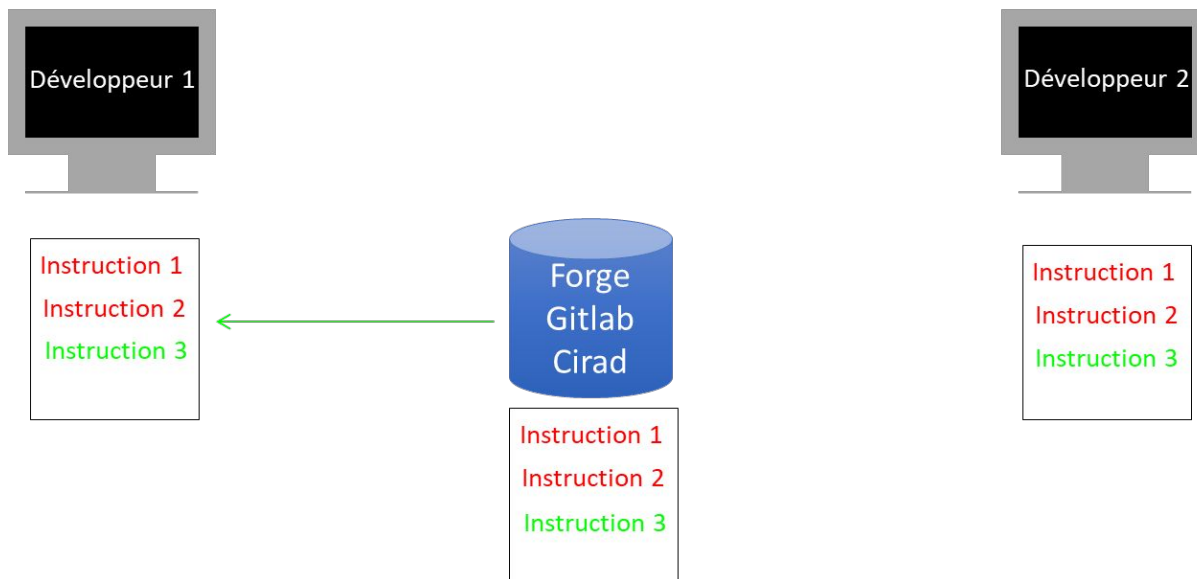 Développeur 1
Développeur 2
Instruction 1
Instruction 2
Instruction 3
Forge
Gitlab
Cirad
Instruction 1
Instruction 2
Instruction 3
Instruction 1
Instruction 2
Instruction 3